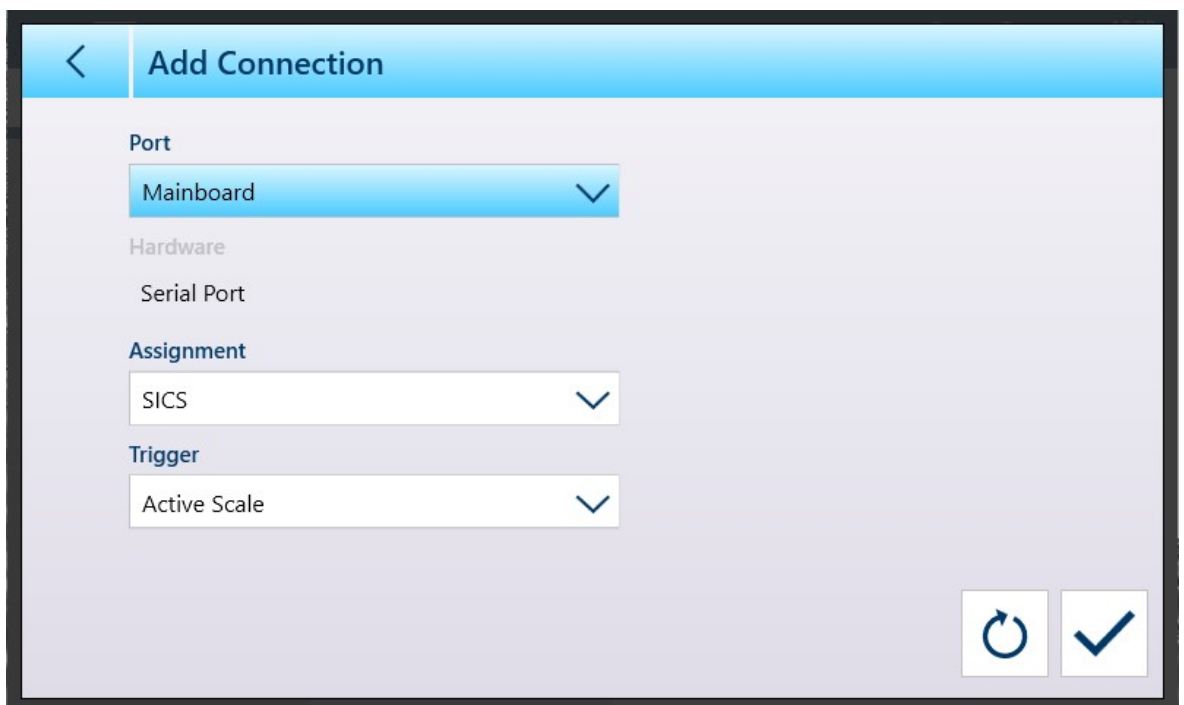 Add Connection
Port
Mainboard
Hardware
Serial Port
Assignment
SICS
Trigger
Active Scale